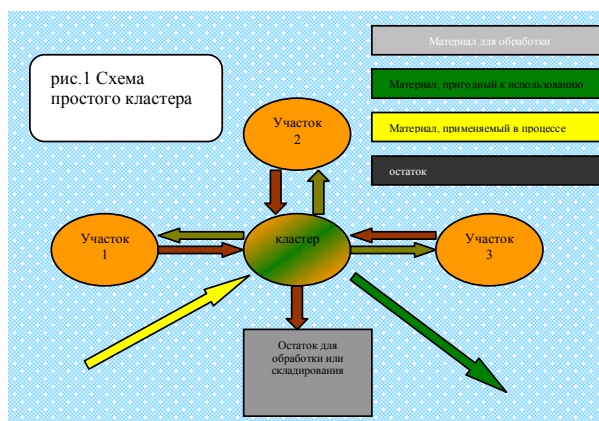 рис.1 Схема
простого кластера
Материал для обработки
Материал, пригодный к использованию
Материал, применяемый в процессе
остаток
Участок
2
Участок
1
кластер
Участок
3
Остаток для
обработки или
складирования